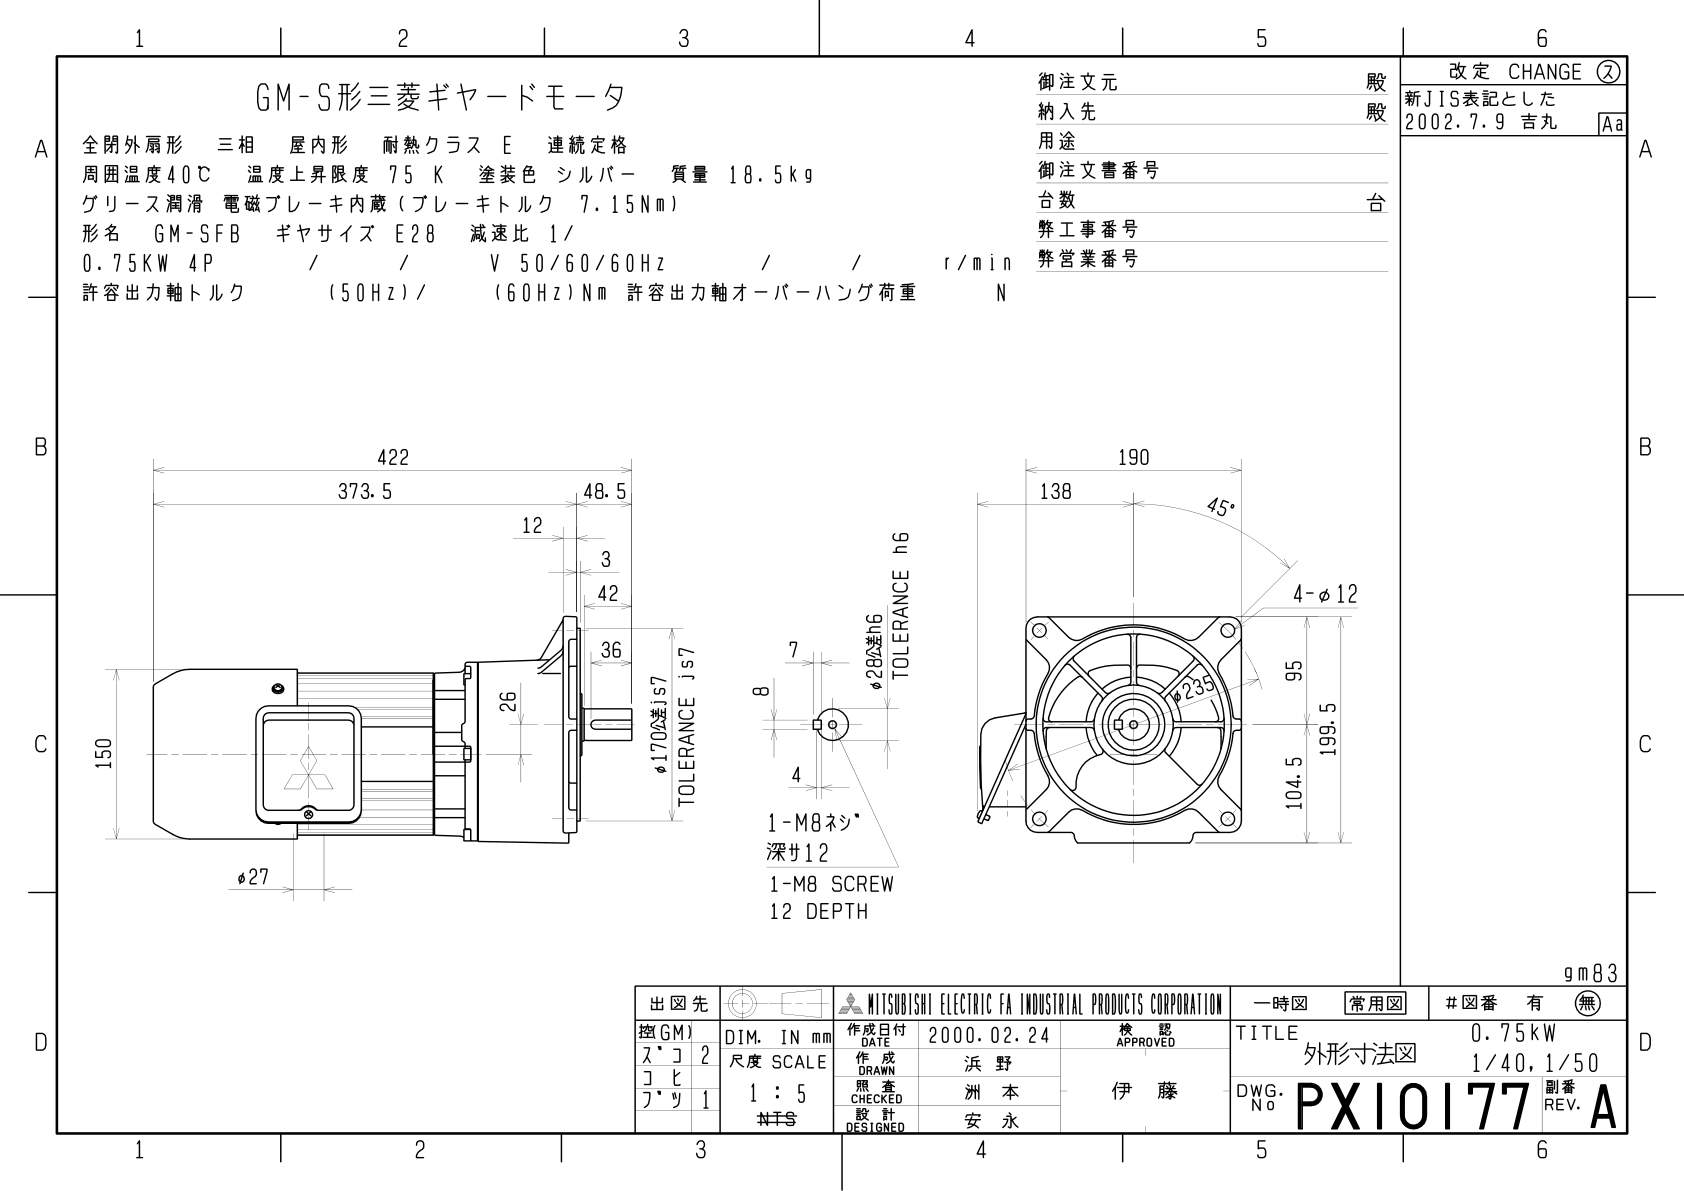 1 2 3 4 5 6
GM-S形三菱ギヤードモータ
全閉外扇形 三相 屋内形 耐熱クラス E 連続定格
周囲温度40℃ 温度上昇限度 75 K 塗装色 シルバー 質量 18.5kg
グリース潤滑 電磁ブレーキ内蔵(ブレーキトルク 7.15Nm)
形名 GM-SFB ギヤサイズ E28 減速比 1/
0.75KW 4P / / V 50/60/60Hz / / r/min
許容出力軸トルク (50Hz)/ (60Hz)Nm 許容出力軸オーバーハング荷重 N
御注文元 殿
納入先 殿
用途
御注文書番号
台数 台
弊工事番号
弊営業番号
改定 CHANGE ス
新JIS表記とした
2002.7.9 吉丸 Aa
A
A
B
B
C
C
D
D
422
373.5
48.5
12
3
42
36
26
150
φ27
φ170公差js7
TOLERANCE js7
7
8
4
φ28公差h6
TOLERANCE h6
1-M8ネジ
深サ12
1-M8 SCREW
12 DEPTH
190
138
45°
4-φ12
φ235
95
104.5
199.5
gm83
出図先
控(GM)
ズコ 2
コヒ
ブツ 1
DIM. IN mm
尺度 SCALE
1 : 5
NTS
MITSUBISHI ELECTRIC FA INDUSTRIAL PRODUCTS CORPORATION
作成日付
DATE
2000.02.24
検 認
APPROVED
作 成
DRAWN
浜 野
照 査
CHECKED
洲 本
伊 藤
設 計
DESIGNED
安 永
一時図 常用図 #図番 有 無
TITLE
外形寸法図
0.75kW
1/40,1/50
DWG.
No
PX10177
副番
REV.
A
1 2 3 4 5 6